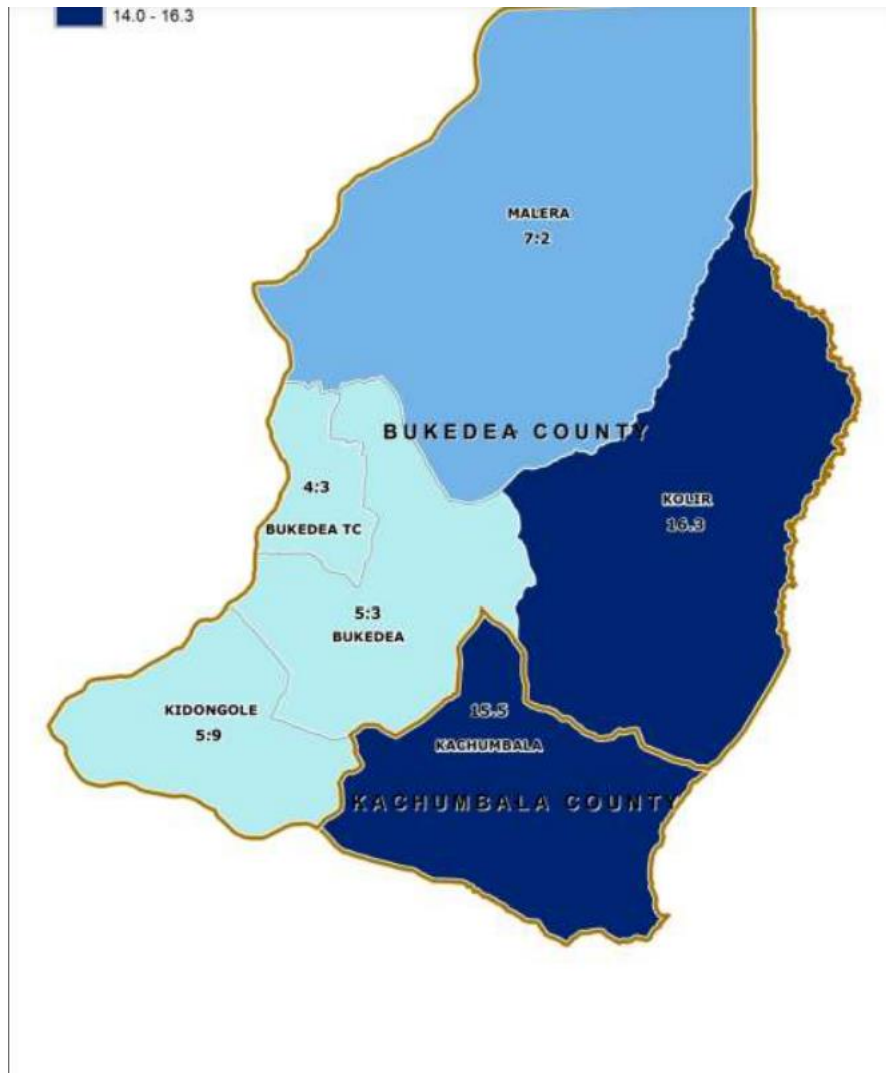 14.0 - 16.3
MALERA
7:2
BUKEDEA COUNTY
4:3
BUKEDEA TC
KOLIR
16.3
5:3
BUKEDEA
KIDONGOLE
5:9
15.5
KACHUMBALA
KACHUMBALA COUNTY